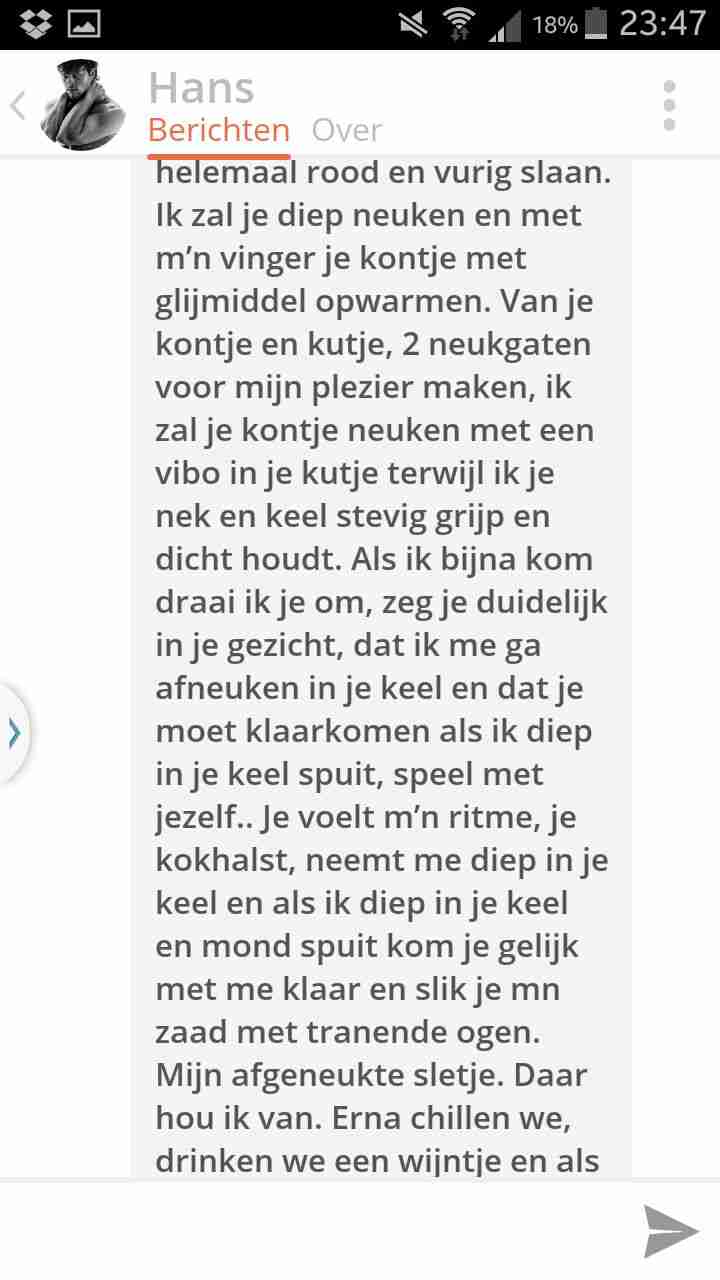 18% 23:47
Hans
Berichten Over
helemaal rood en vurig slaan.
Ik zal je diep neuken en met
m’n vinger je kontje met
glijmiddel opwarmen. Van je
kontje en kutje, 2 neukgaten
voor mijn plezier maken, ik
zal je kontje neuken met een
vibo in je kutje terwijl ik je
nek en keel stevig grijp en
dicht houdt. Als ik bijna kom
draai ik je om, zeg je duidelijk
in je gezicht, dat ik me ga
afneuken in je keel en dat je
moet klaarkomen als ik diep
in je keel spuit, speel met
jezelf.. Je voelt m’n ritme, je
kokhalst, neemt me diep in je
keel en als ik diep in je keel
en mond spuit kom je gelijk
met me klaar en slik je mn
zaad met tranende ogen.
Mijn afgeneukte sletje. Daar
hou ik van. Erna chillen we,
drinken we een wijntje en als